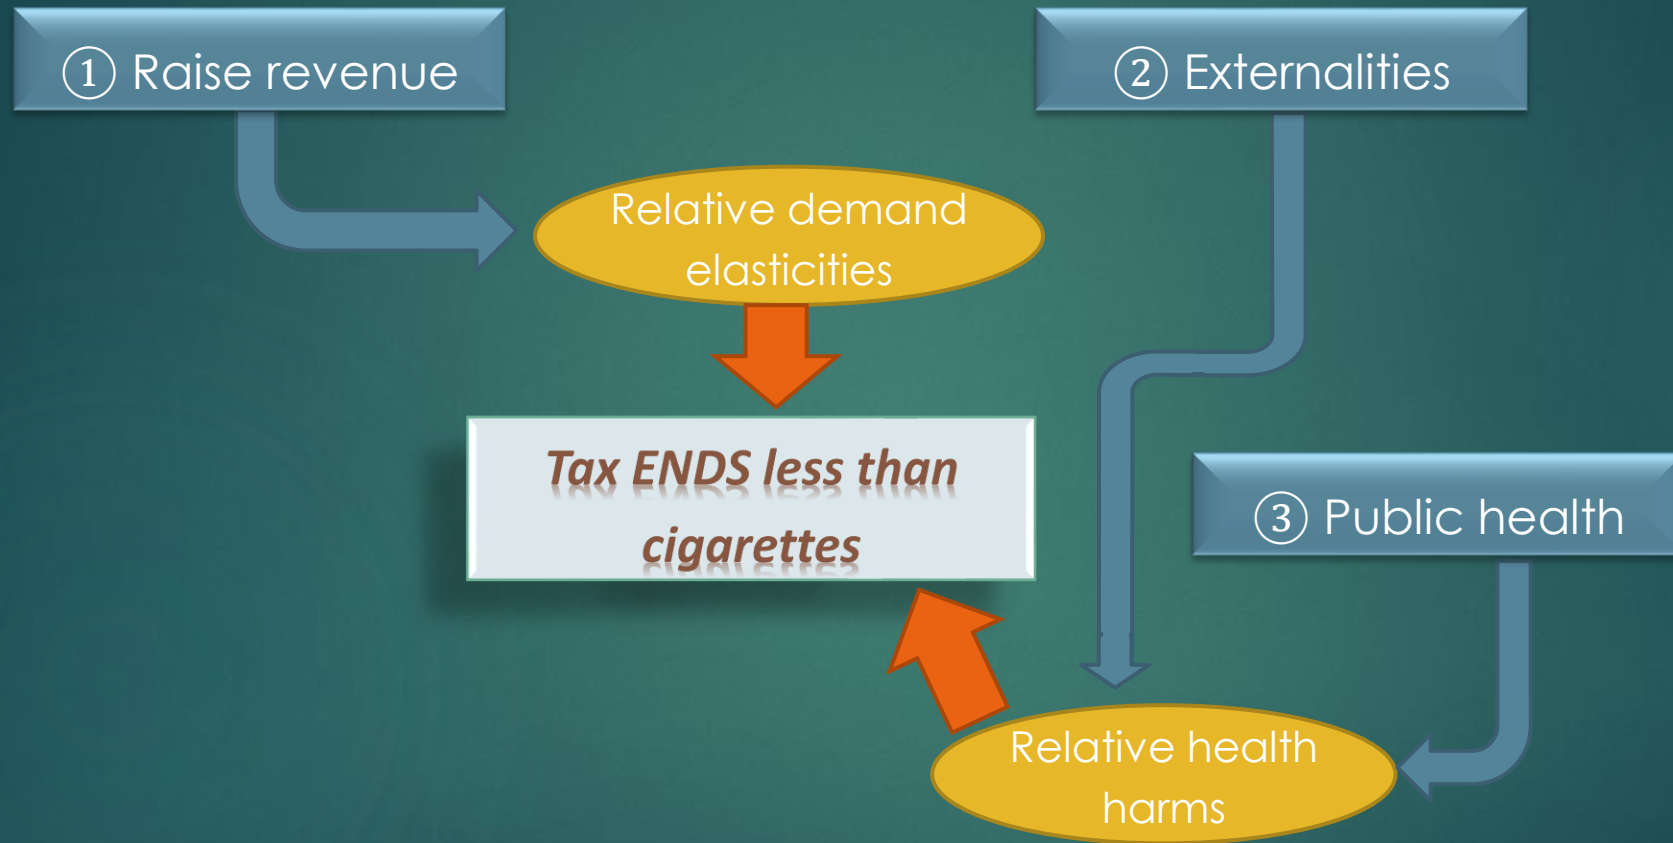 ① Raise revenue
② Externalities
Relative demand
elasticities
Tax ENDS less than
cigarettes
③ Public health
Relative health
harms